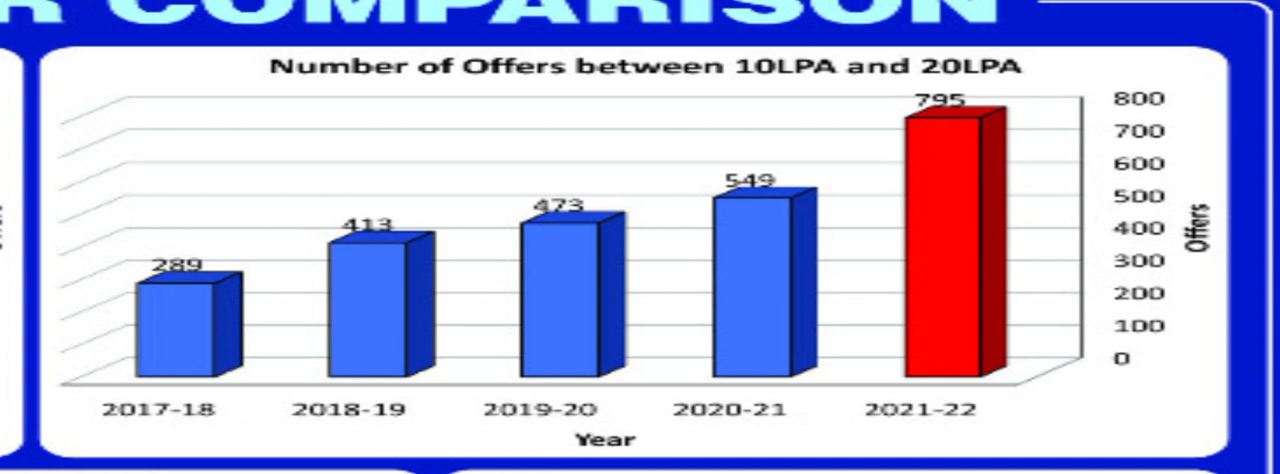 R COMPARISON
Number of Offers between 10LPA and 20LPA
795
549
473
413
289
800
700
600
500
400
300
200
100
0
Offers
2017-18 2018-19 2019-20 2020-21 2021-22
Year